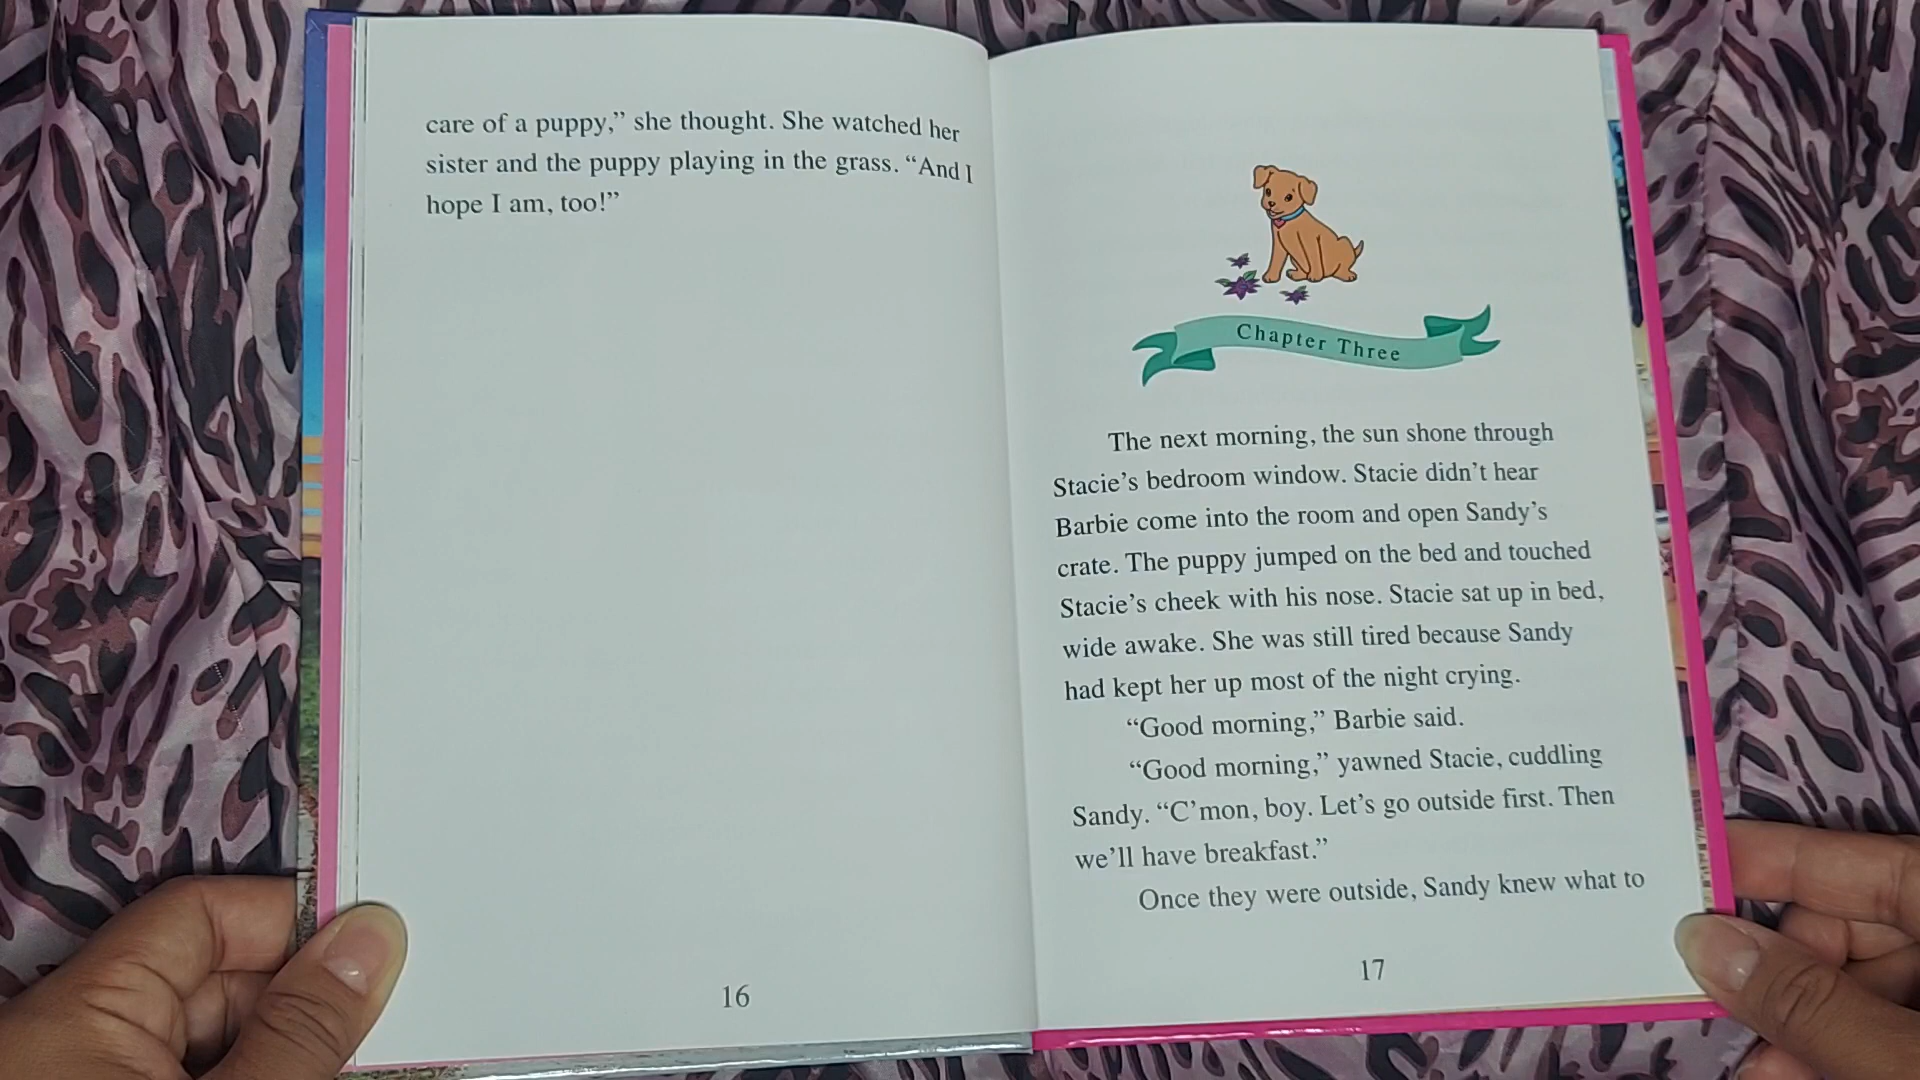 care of a puppy,” she thought. She watched her
sister and the puppy playing in the grass. “And I
hope I am, too!”
16
Chapter Three
The next morning, the sun shone through
Stacie’s bedroom window. Stacie didn’t hear
Barbie come into the room and open Sandy’s
crate. The puppy jumped on the bed and touched
Stacie’s cheek with his nose. Stacie sat up in bed,
wide awake. She was still tired because Sandy
had kept her up most of the night crying.
“Good morning,” Barbie said.
“Good morning,” yawned Stacie, cuddling
Sandy. “C’mon, boy. Let’s go outside first. Then
we’ll have breakfast.”
Once they were outside, Sandy knew what to
17